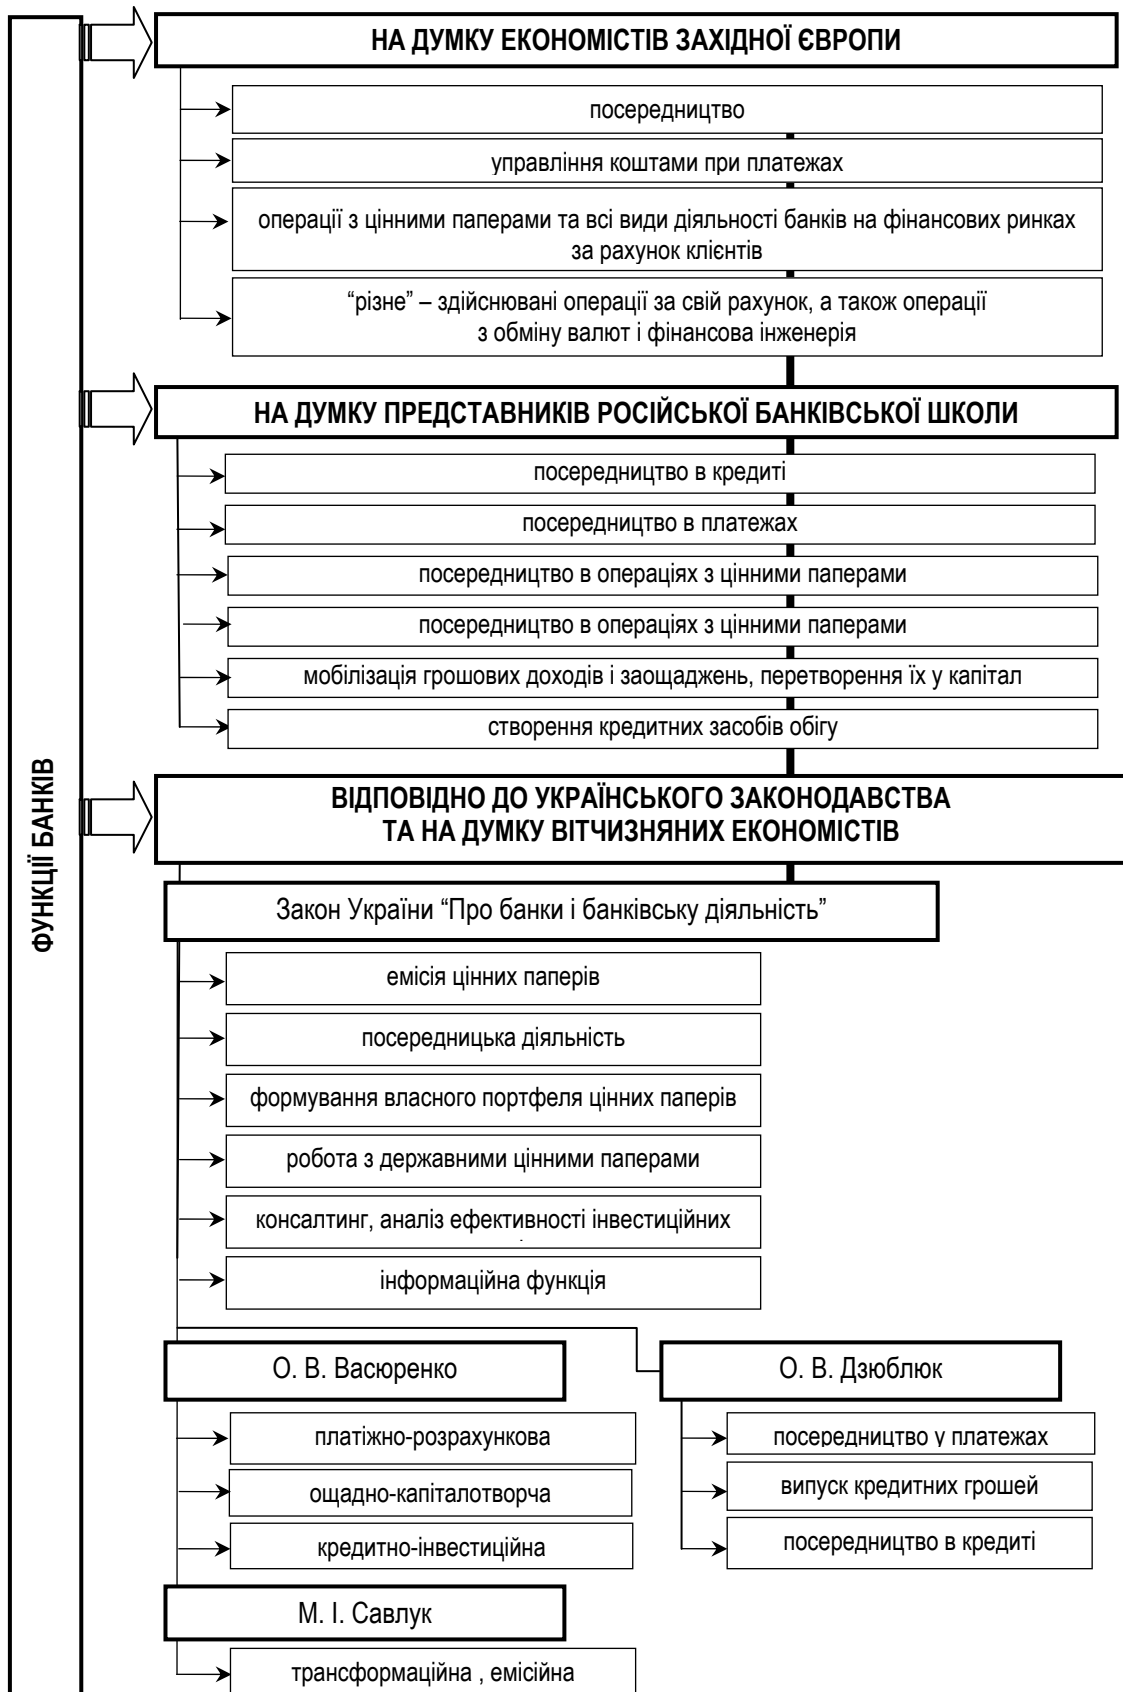 НА ДУМКУ ЕКОНОМІСТІВ ЗАХІДНОЇ ЄВРОПИ
посередництво
управління коштами при платежах
операції з цінними паперами та всі види діяльності банків на фінансових ринках
за рахунок клієнтів
“різне” – здійснювані операції за свій рахунок, а також операції
з обміну валют і фінансова інженерія
НА ДУМКУ ПРЕДСТАВНИКІВ РОСІЙСЬКОЇ БАНКІВСЬКОЇ ШКОЛИ
посередництво в кредиті
посередництво в платежах
посередництво в операціях з цінними паперами
посередництво в операціях з цінними паперами
мобілізація грошових доходів і заощаджень, перетворення їх у капітал
створення кредитних засобів обігу
ФУНКЦІЇ БАНКІВ
ВІДПОВІДНО ДО УКРАЇНСЬКОГО ЗАКОНОДАВСТВА
ТА НА ДУМКУ ВІТЧИЗНЯНИХ ЕКОНОМІСТІВ
Закон України “Про банки і банківську діяльність”
емісія цінних паперів
посередницька діяльність
формування власного портфеля цінних паперів
робота з державними цінними паперами
консалтинг, аналіз ефективності інвестиційних
інформаційна функція
О. В. Васюренко
платіжно-розрахункова
ощадно-капіталотворча
кредитно-інвестиційна
О. В. Дзюблюк
посередництво у платежах
випуск кредитних грошей
посередництво в кредиті
М. І. Савлук
трансформаційна , емісійна